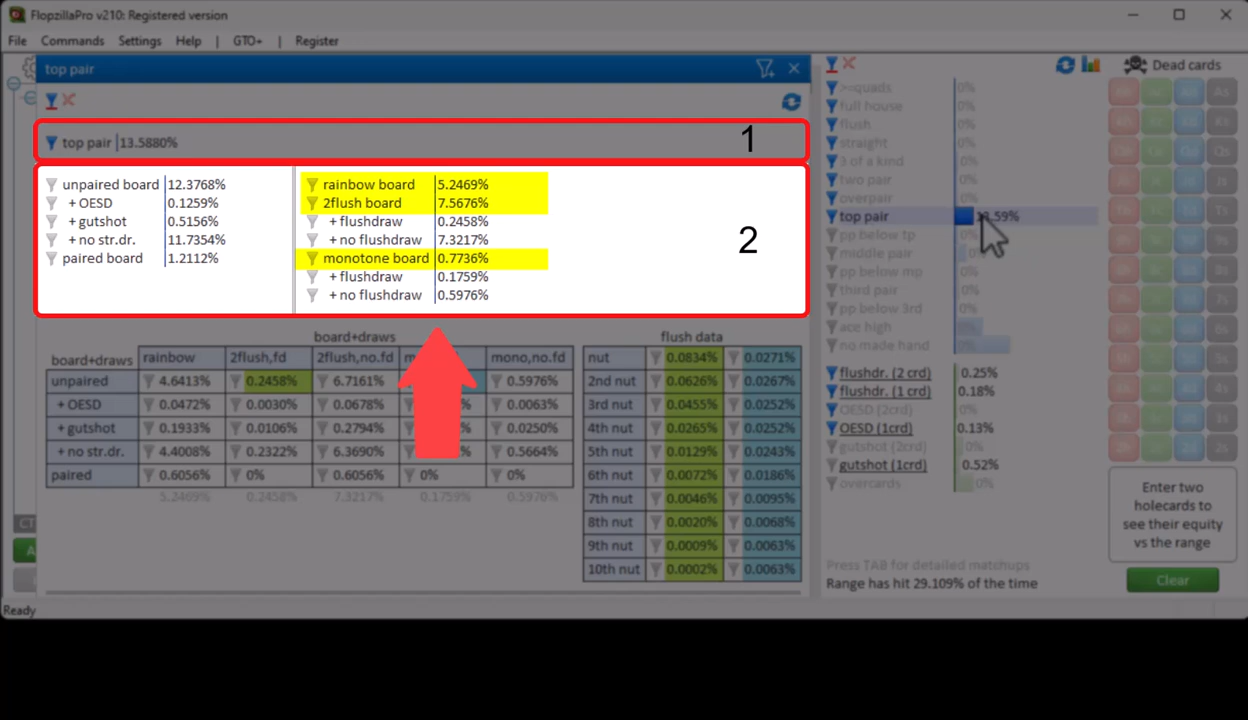 FlopzillaPro v210: Registered version
File Commands Settings Help | GTO+ | Register
top pair
top pair 13.5880% 1
unpaired board 12.3768%
+ OESD 0.1259%
+ gutshot 0.5156%
+ no str.dr. 11.7354%
paired board 1.2112%
rainbow board 5.2469%
2flush board 7.5676%
+ flushdraw 0.2458%
+ no flushdraw 7.3217%
monotone board 0.7736%
+ flushdraw 0.1759%
+ no flushdraw 0.5976%
2
board+draws
board+draws rainbow 2flush,fd 2flush,no.fd mono,no.fd
unpaired 4.6413% 0.2458% 6.7161% 0.5976%
+ OESD 0.0472% 0.0030% 0.0678% 0.0063%
+ gutshot 0.1933% 0.0106% 0.2794% 0.0250%
+ no str.dr. 4.4008% 0.2322% 6.3690% 0.5664%
paired 0.6056% 0% 0.6056% 0% 0%
5.2469% 0.2458% 7.3217% 0.1759% 0.5976%
flush data
nut 0.0834% 0.0271%
2nd nut 0.0626% 0.0267%
3rd nut 0.0455% 0.0252%
4th nut 0.0265% 0.0252%
5th nut 0.0129% 0.0243%
6th nut 0.0072% 0.0186%
7th nut 0.0046% 0.0095%
8th nut 0.0020% 0.0068%
9th nut 0.0009% 0.0063%
10th nut 0.0002% 0.0063%
>=quads 0%
full house 0%
flush 0%
straight 0%
3 of a kind 0%
two pair 0%
overpair 0%
top pair
pp below tp 0%
middle pair 0%
pp below mp 0%
third pair 0%
pp below 3rd 0%
ace high
no made hand
flushdr. (2 crd) 0.25%
flushdr. (1 crd) 0.18%
OESD (2crd) 0%
OESD (1crd) 0.13%
gutshot (2crd) 0%
gutshot (1crd) 0.52%
overcards 0%
Press TAB for detailed matchups
Range has hit 29.109% of the time
Dead cards
Enter two
holecards to
see their equity
vs the range
Clear
Ready